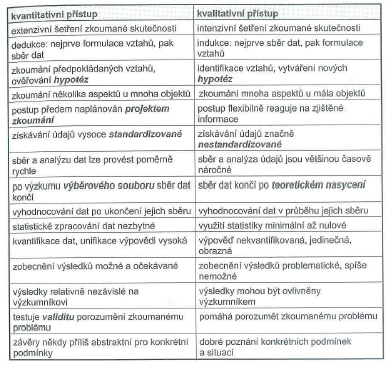 kvantitativní přístup
kvalitativní přístup
extenzivní šetření zkoumané skutečnosti
intenzivní šetření zkoumané skutečnosti
dedukce: nejprve formulace vztahů, pak
sběr dat
indukce: nejprve sběr dat, pak formulace
vztahů
zkoumání předpokládaných vztahů,
ověřování hypotéz
identifikace vztahů, vytváření nových
hypotéz
zkoumání několika aspektů u mnoha objektů
zkoumání mnoha aspektů u mála objektů
postup předem naplánován projektem
zkoumání
postup flexibilně reaguje na zjištěné
informace
získávání údajů vysoce standardizované
získávání údajů značně
nestandardizované
sběr a analýzu dat lze provést poměrně
rychle
sběr a analýza údajů jsou většinou časově
náročné
po výzkumu výběrového souboru sběr dat
končí
sběr dat končí po teoretickém nasycení
vyhodnocování dat po ukončení jejich sběru
vyhodnocování dat v průběhu jejich sběru
statistické zpracování dat nezbytné
využití statistiky minimální až nulové
kvantifikace dat, unifikace výpovědi vysoká
výpověď nekvantifikovaná, jedinečná,
obrazná
zobecnění výsledků možné a očekávané
zobecnění výsledků problematické, spíše
nemožné
výsledky relativně nezávislé na
výzkumníkovi
výsledky mohou být ovlivněny
výzkumníkem
testuje validitu porozumění zkoumanému
problému
pomáhá porozumět zkoumanému problému
závěry někdy příliš abstraktní pro konkrétní
podmínky
dobré poznání konkrétních podmínek
a situací